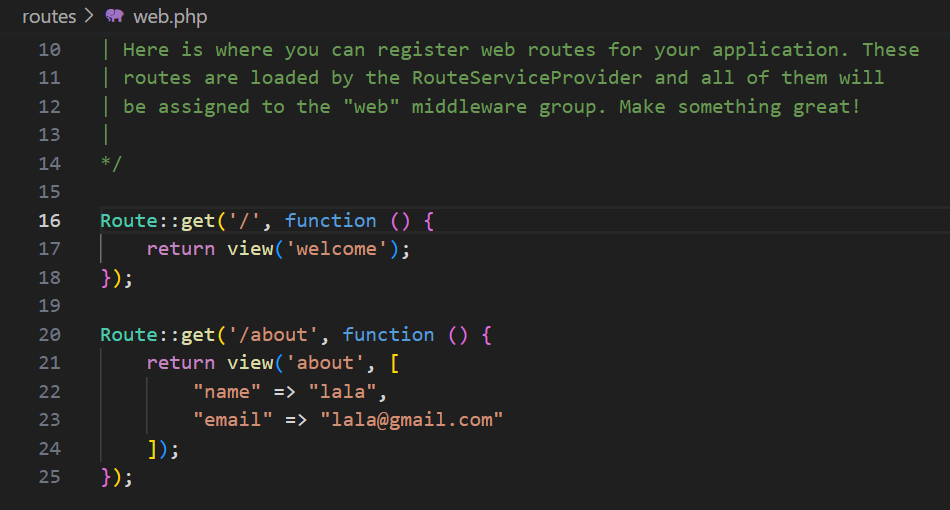 routes > web.php
10 | Here is where you can register web routes for your application. These
11 | routes are loaded by the RouteServiceProvider and all of them will
12 | be assigned to the "web" middleware group. Make something great!
13 |
14 */
15
16 Route::get('/', function () {
17     return view('welcome');
18 });
19
20 Route::get('/about', function () {
21     return view('about', [
22         "name" => "lala",
23         "email" => "lala@gmail.com"
24     ]);
25 });